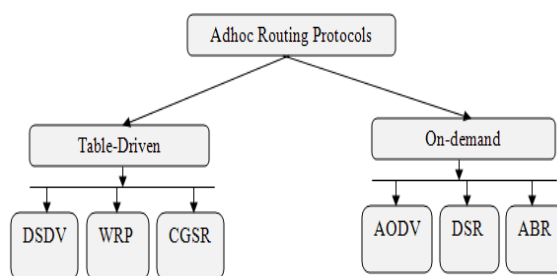 Adhoc Routing Protocols
Table-Driven
On-demand
DSDV
WRP
CGSR
AODV
DSR
ABR